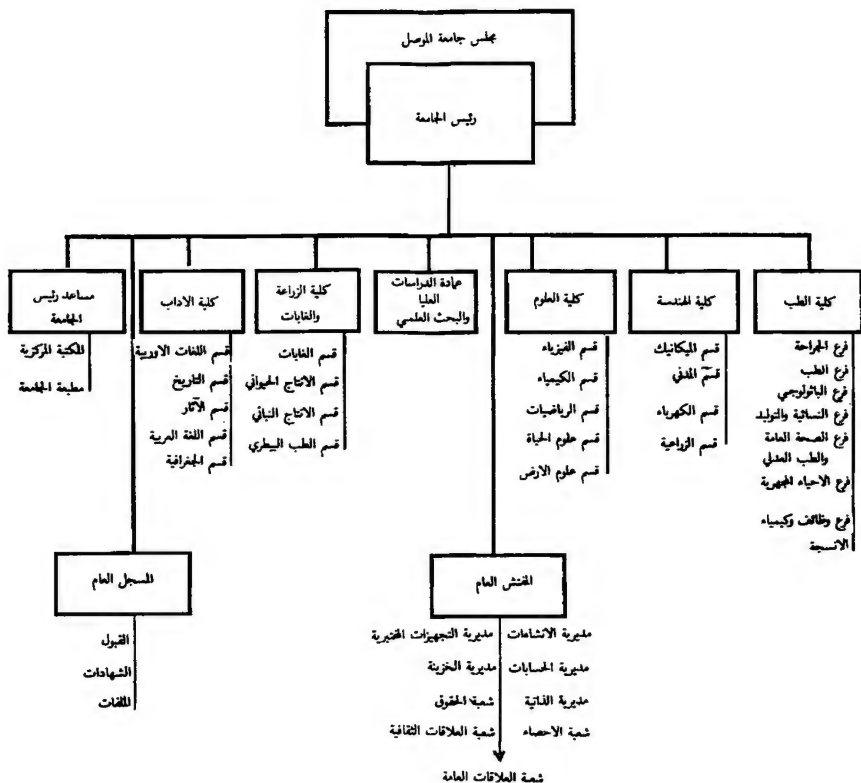 مجلس جامعة الموصل
رئيس الجامعة
كلية الطب
فرع الجراحة
فرع الطب
فرع الباثولوجي
فرع النسائية والتوليد
فرع الصحة العامة
والطب العدلي
فرع الاحياء المجهرية
فرع وظائف وكيمياء
الانسجة
كلية الهندسة
قسم الميكانيك
قسم المدني
قسم الكهرباء
قسم الزراعية
كلية العلوم
قسم الفيزياء
قسم الكيمياء
قسم الرياضيات
قسم علوم الحياة
قسم علوم الارض
عمادة الدراسات
العليا
والبحث العلمي
كلية الزراعة
والغابات
قسم الغابات
قسم الانتاج الحيواني
قسم الانتاج النباتي
قسم الطب البيطري
كلية الاداب
قسم اللغات الاوربية
قسم التاريخ
قسم الآثار
قسم اللغة العربية
قسم الجغرافية
مساعد رئيس
الجامعة
المكتبة المركزية
مطبعة الجامعة
المفتش العام
مديرية الانشاءات
مديرية الحسابات
مديرية الذاتية
شعبة الاحصاء
مديرية التجهيزات المختبرية
مديرية الخزينة
شعبة الحقوق
شعبة العلاقات الثقافية
شعبة العلاقات العامة
المسجل العام
القبول
الشهادات
الملفات